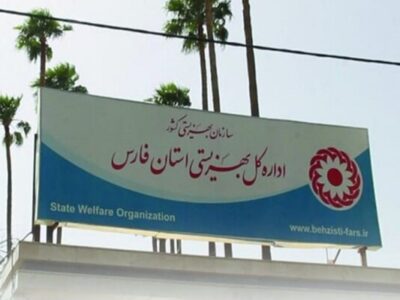 سازمان بهزیستی کشور
اداره کل بهزیستی استان فارس
State Welfare Organization
www.behzisti-fars.ir